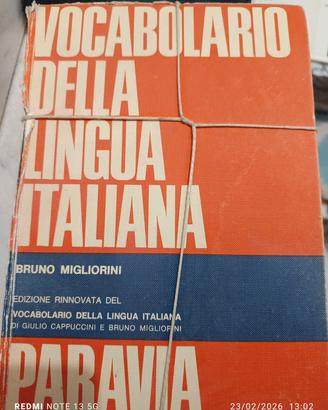 VOCABOLARIO
DELLA
LINGUA
ITALIANA
BRUNO MIGLIORINI
EDIZIONE RINNOVATA DEL
VOCABOLARIO DELLA LINGUA ITALIANA
DI GIULIO CAPPUCCINI E BRUNO MIGLIORINI
PARAVIA
REDMI NOTE 13 5G
23/02/2026 13:02